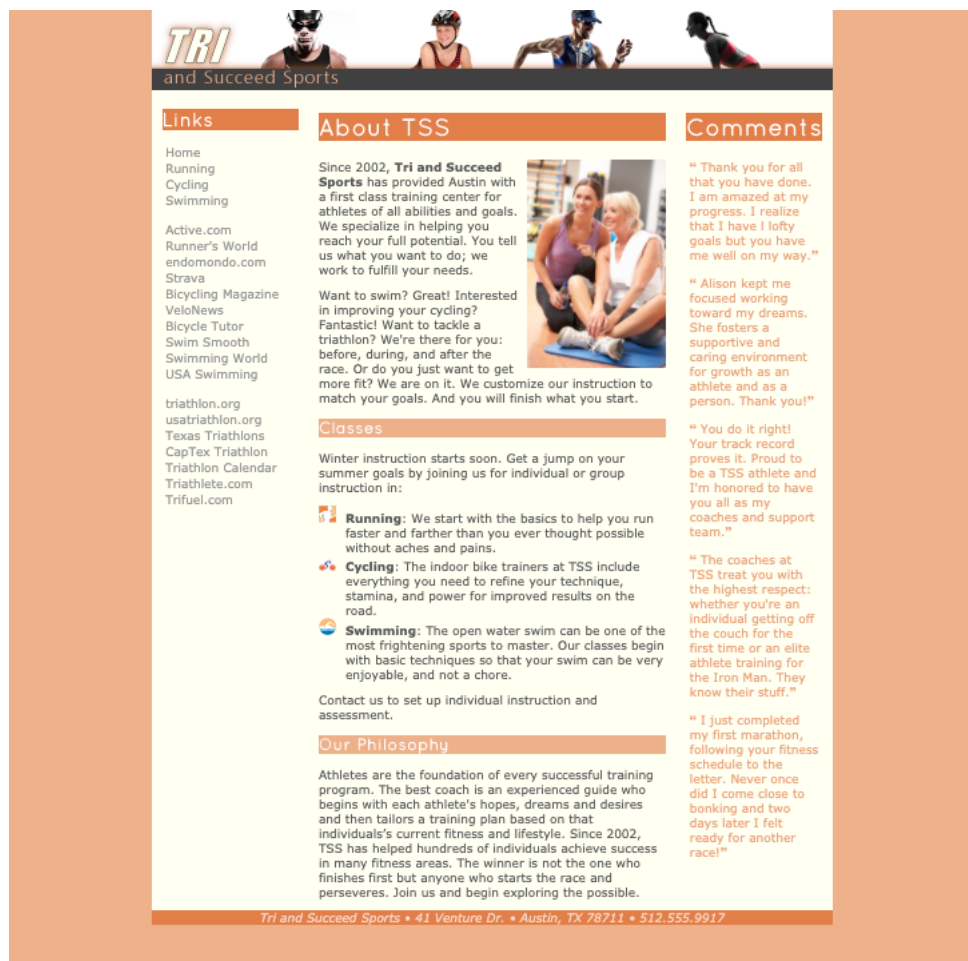 TRI
and Succeed Sports
Links
Home
Running
Cycling
Swimming
Active.com
Runner's World
endomondo.com
Strava
Bicycling Magazine
VeloNews
Bicycle Tutor
Swim Smooth
Swimming World
USA Swimming
triathlon.org
usatriathlon.org
Texas Triathlons
CapTex Triathlon
Triathlon Calendar
Triathlete.com
Trifuel.com
About TSS
Since 2002, Tri and Succeed
Sports has provided Austin with
a first class training center for
athletes of all abilities and goals.
We specialize in helping you
reach your full potential. You tell
us what you want to do; we
work to fulfill your needs.
Want to swim? Great! Interested
in improving your cycling?
Fantastic! Want to tackle a
triathlon? We're there for you:
before, during, and after the
race. Or do you just want to get
more fit? We are on it. We customize our instruction to
match your goals. And you will finish what you start.
Classes
Winter instruction starts soon. Get a jump on your
summer goals by joining us for individual or group
instruction in:
Running: We start with the basics to help you run
faster and farther than you ever thought possible
without aches and pains.
Cycling: The indoor bike trainers at TSS include
everything you need to refine your technique,
stamina, and power for improved results on the
road.
Swimming: The open water swim can be one of the
most frightening sports to master. Our classes begin
with basic techniques so that your swim can be very
enjoyable, and not a chore.
Contact us to set up individual instruction and
assessment.
Our Philosophy
Athletes are the foundation of every successful training
program. The best coach is an experienced guide who
begins with each athlete's hopes, dreams and desires
and then tailors a training plan based on that
individuals’s current fitness and lifestyle. Since 2002,
TSS has helped hundreds of individuals achieve success
in many fitness areas. The winner is not the one who
finishes first but anyone who starts the race and
perseveres. Join us and begin exploring the possible.
Comments
“ Thank you for all
that you have done.
I am amazed at my
progress. I realize
that I have l lofty
goals but you have
me well on my way.”
“ Alison kept me
focused working
toward my dreams.
She fosters a
supportive and
caring environment
for growth as an
athlete and as a
person. Thank you!”
“ You do it right!
Your track record
proves it. Proud to
be a TSS athlete and
I'm honored to have
you all as my
coaches and support
team.”
“ The coaches at
TSS treat you with
the highest respect:
whether you're an
individual getting off
the couch for the
first time or an elite
athlete training for
the Iron Man. They
know their stuff.”
“ I just completed
my first marathon,
following your fitness
schedule to the
letter. Never once
did I come close to
bonking and two
days later I felt
ready for another
race!”
Tri and Succeed Sports • 41 Venture Dr. • Austin, TX 78711 • 512.555.9917